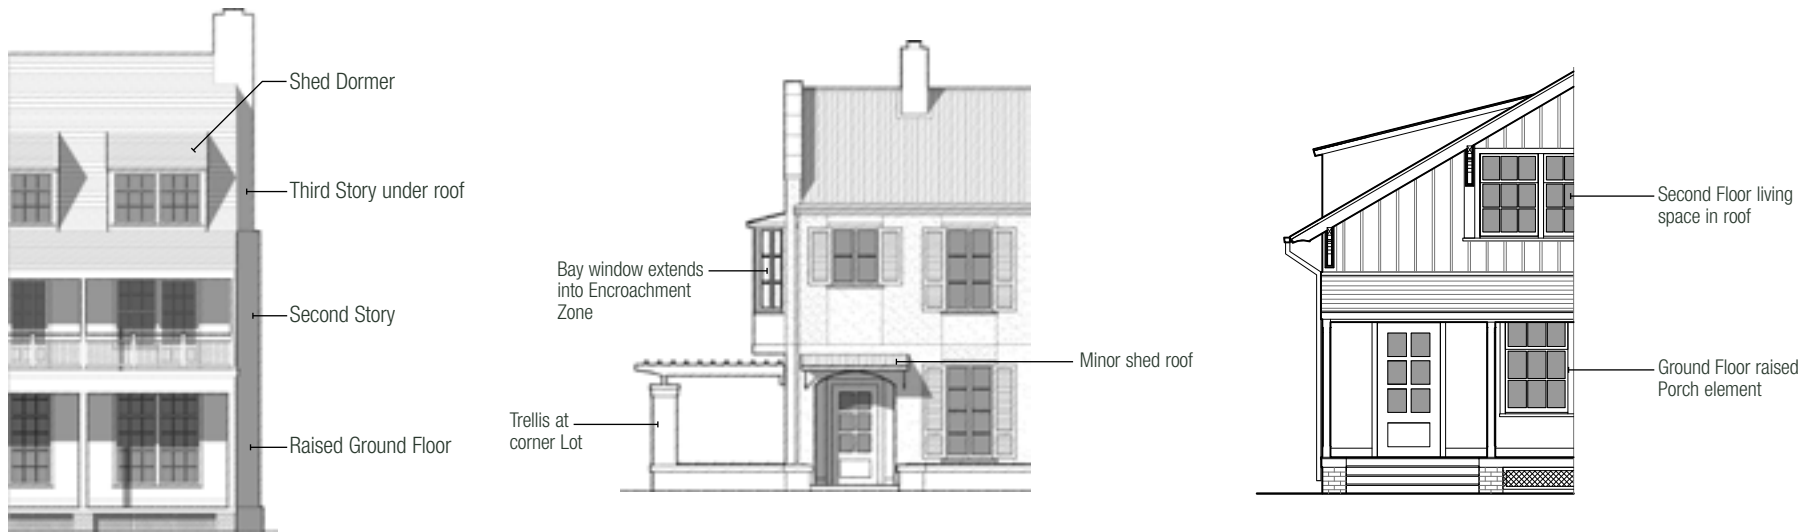 Shed Dormer
Third Story under roof
Second Story
Raised Ground Floor
Bay window extends
into Encroachment
Zone
Trellis at
corner Lot
Minor shed roof
Second Floor living
space in roof
Ground Floor raised
Porch element